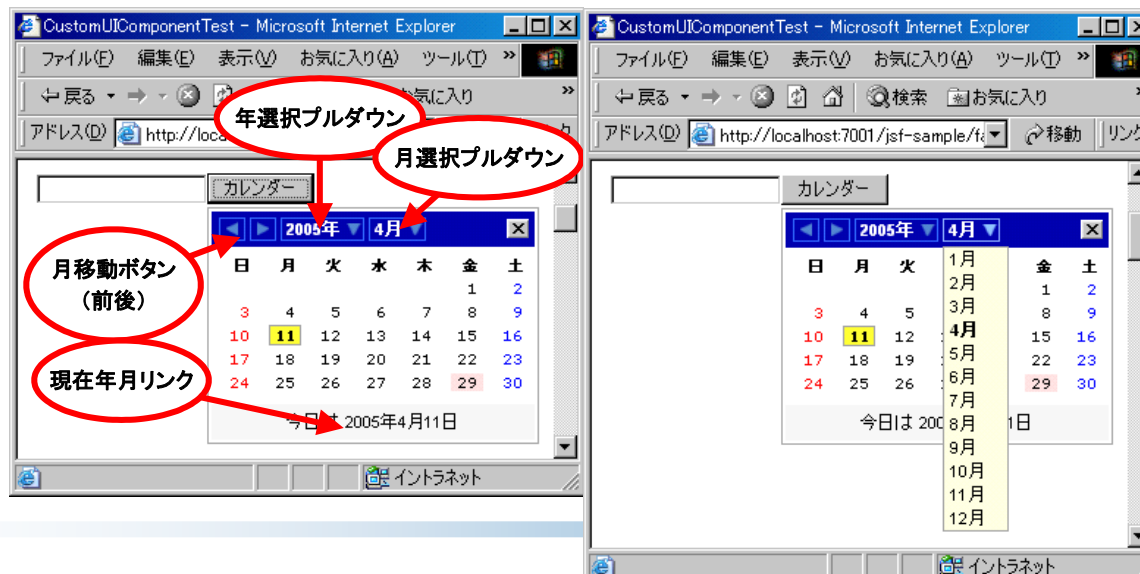 CustomUIComponentTest - Microsoft Internet Explorer
ファイル(F) 編集(E) 表示(V) お気に入り(A) ツール(T) »
戻る 検索 お気に入り »
アドレス(D) http://loc
年選択プルダウン
月選択プルダウン
カレンダー
2005年 4月
日 月 火 水 木 金 土
1 2
3 4 5 6 7 8 9
10 11 12 13 14 15 16
17 18 19 20 21 22 23
24 25 26 27 28 29 30
今日は 2005年4月11日
月移動ボタン
(前後)
現在年月リンク
イントラネット
CustomUIComponentTest - Microsoft Internet Explorer
ファイル(F) 編集(E) 表示(V) お気に入り(A) ツール(T) »
戻る 検索 お気に入り
アドレス(D) http://localhost:7001/jsf-sample/fa 移動 リンク
カレンダー
2005年 4月
日 月 火 金 土
1 2
3 4 5 8 9
10 11 12 15 16
17 18 19 22 23
24 25 26 29 30
今日は 200 1日
1月
2月
3月
4月
5月
6月
7月
8月
9月
10月
11月
12月
イントラネット